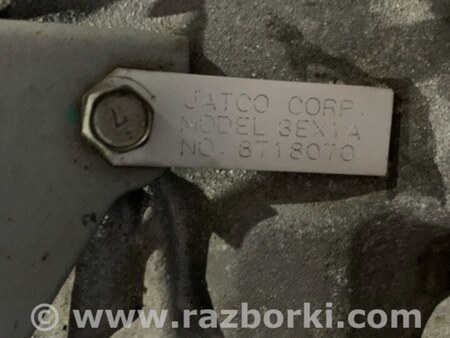 L
JATCO CORP.
MODEL 3EX1A
NO. 8718070
© www.razborki.com